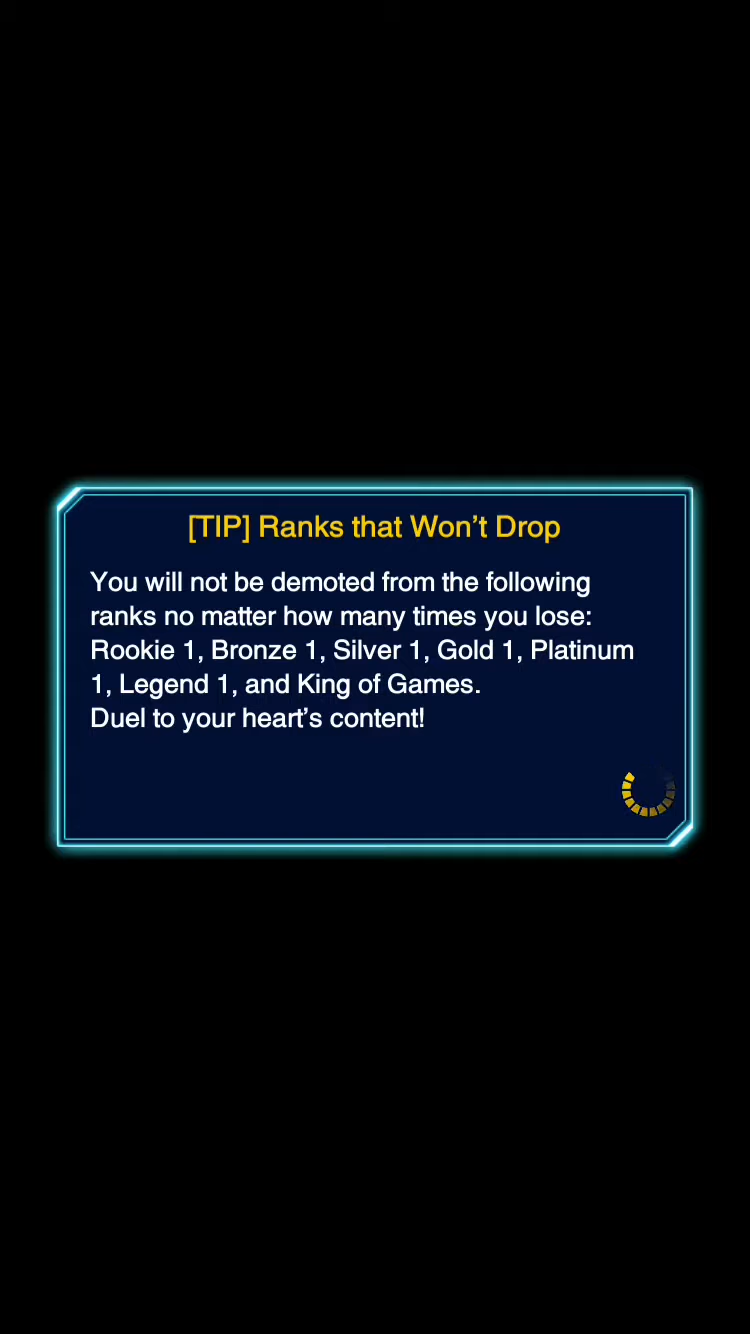 [TIP] Ranks that Won’t Drop
You will not be demoted from the following
ranks no matter how many times you lose:
Rookie 1, Bronze 1, Silver 1, Gold 1, Platinum
1, Legend 1, and King of Games.
Duel to your heart’s content!